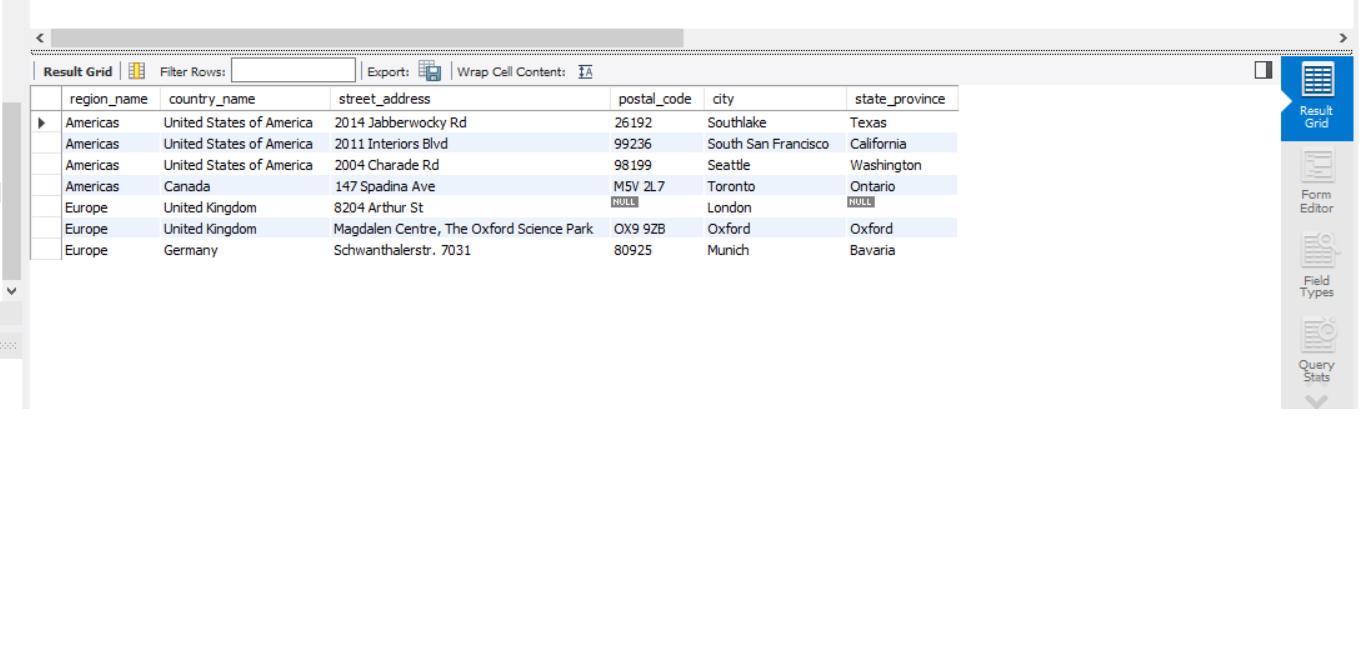 Result Grid Filter Rows: Export: Wrap Cell Content: IA
region_name country_name street_address postal_code city state_province
Americas United States of America 2014 Jabberwocky Rd 26192 Southlake Texas
Americas United States of America 2011 Interiors Blvd 99236 South San Francisco California
Americas United States of America 2004 Charade Rd 98199 Seattle Washington
Americas Canada 147 Spadina Ave M5V 2L7 Toronto Ontario
Europe United Kingdom 8204 Arthur St NULL London NULL
Europe United Kingdom Magdalen Centre, The Oxford Science Park OX9 9ZB Oxford Oxford
Europe Germany Schwanthalerstr. 7031 80925 Munich Bavaria
Result
Grid
Form
Editor
Field
Types
Query
Stats